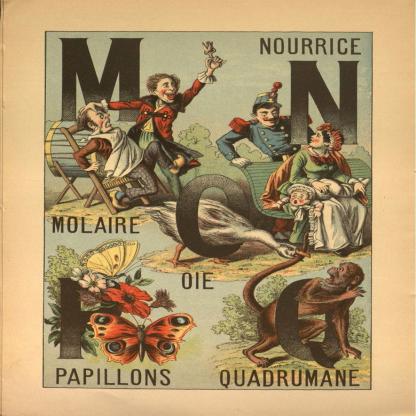 M
NOURRICE
N
MOLAIRE
O
OIE
P
Q
PAPILLONS
QUADRUMANE